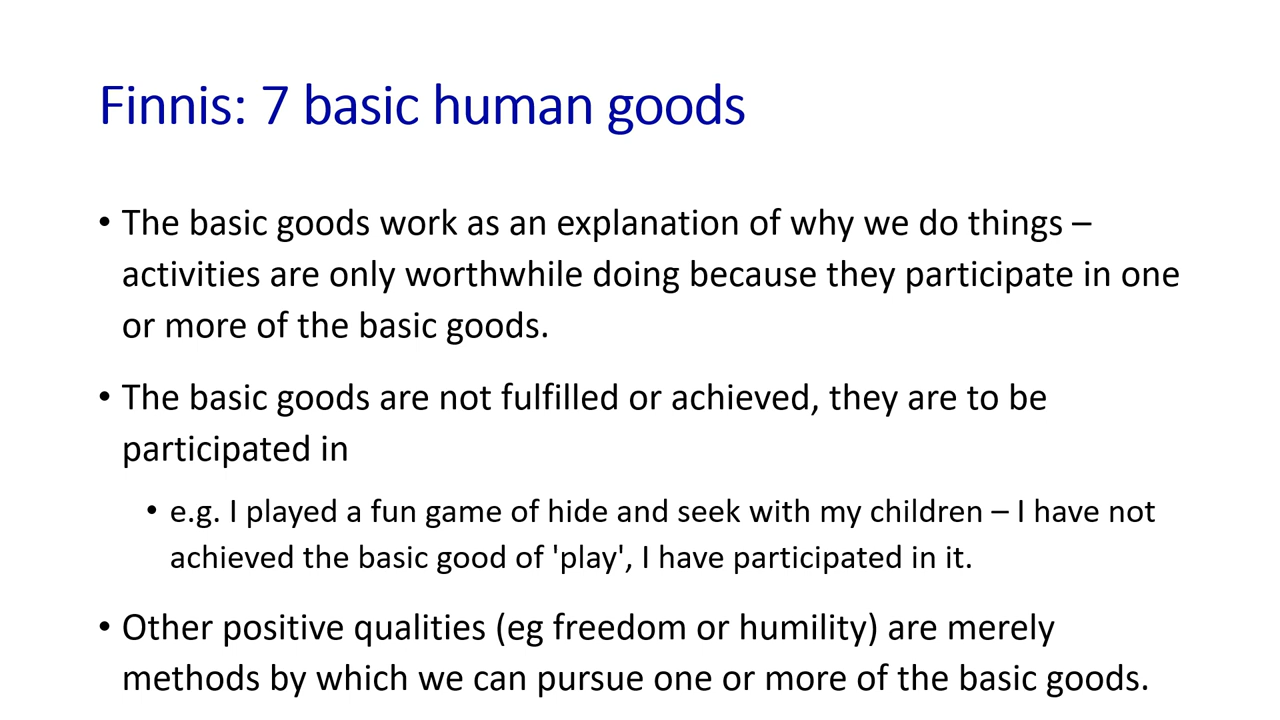 Finnis: 7 basic human goods
• The basic goods work as an explanation of why we do things –
activities are only worthwhile doing because they participate in one
or more of the basic goods.
• The basic goods are not fulfilled or achieved, they are to be
participated in
• e.g. I played a fun game of hide and seek with my children – I have not
achieved the basic good of 'play', I have participated in it.
• Other positive qualities (eg freedom or humility) are merely
methods by which we can pursue one or more of the basic goods.